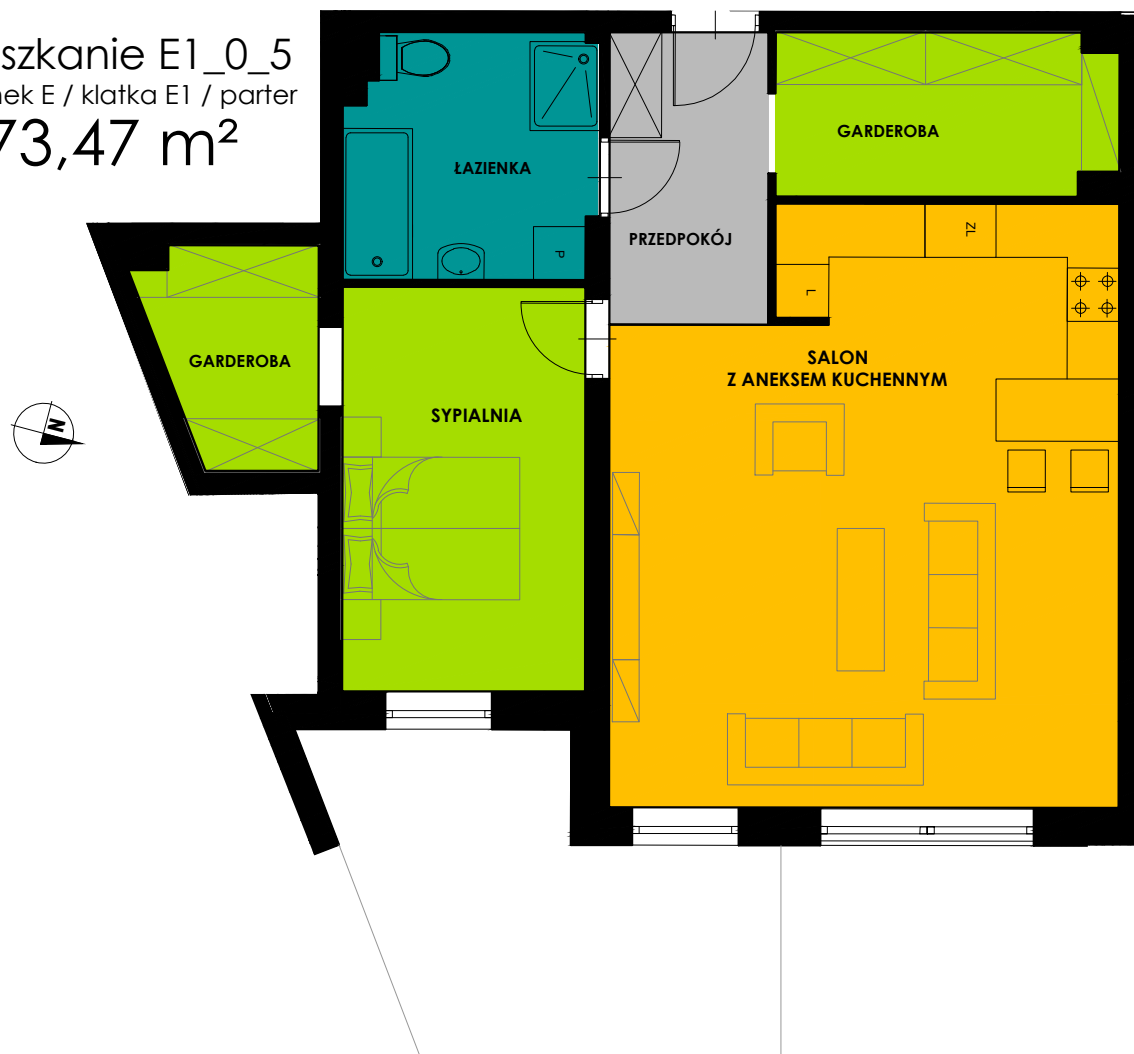 szkanie E1_0_5
nek E / klatka E1 / parter
73,47 m²
GARDEROBA
ŁAZIENKA
PRZEDPOKÓJ
ZL
P
L
GARDEROBA
SALON
Z ANEKSEM KUCHENNYM
SYPIALNIA
N